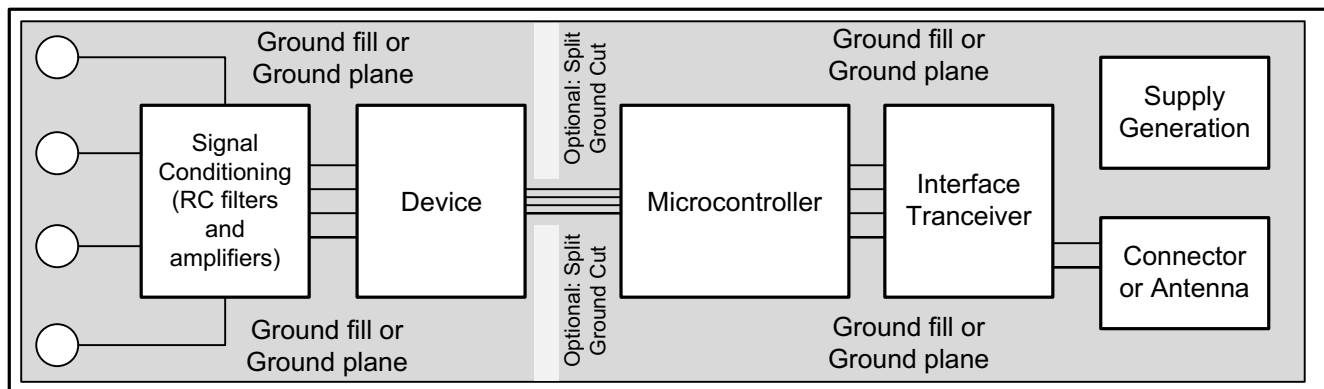 Ground fill or
Ground plane
Optional: Split
Ground Cut
Ground fill or
Ground plane
Supply
Generation
Signal
Conditioning
(RC filters
and
amplifiers)
Device
Microcontroller
Interface
Tranceiver
Connector
or Antenna
Ground fill or
Ground plane
Optional: Split
Ground Cut
Ground fill or
Ground plane